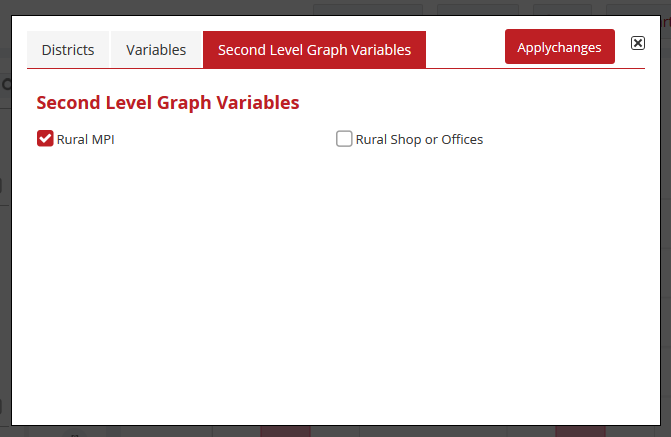 Districts
Variables
Second Level Graph Variables
Applychanges
Second Level Graph Variables
Rural MPI
Rural Shop or Offices